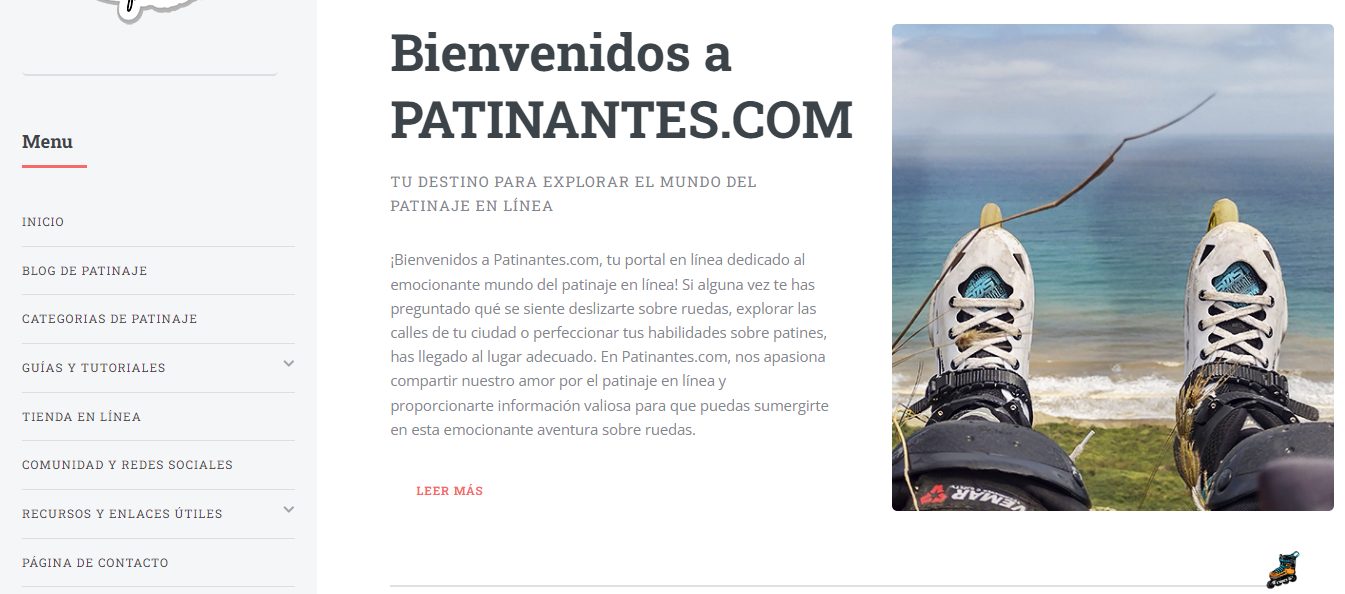 Menu
INICIO
BLOG DE PATINAJE
CATEGORIAS DE PATINAJE
GUÍAS Y TUTORIALES
TIENDA EN LÍNEA
COMUNIDAD Y REDES SOCIALES
RECURSOS Y ENLACES ÚTILES
PÁGINA DE CONTACTO
Bienvenidos a
PATINANTES.COM
TU DESTINO PARA EXPLORAR EL MUNDO DEL
PATINAJE EN LÍNEA
¡Bienvenidos a Patinantes.com, tu portal en línea dedicado al
emocionante mundo del patinaje en línea! Si alguna vez te has
preguntado qué se siente deslizarte sobre ruedas, explorar las
calles de tu ciudad o perfeccionar tus habilidades sobre patines,
has llegado al lugar adecuado. En Patinantes.com, nos apasiona
compartir nuestro amor por el patinaje en línea y
proporcionarte información valiosa para que puedas sumergirte
en esta emocionante aventura sobre ruedas.
LEER MÁS